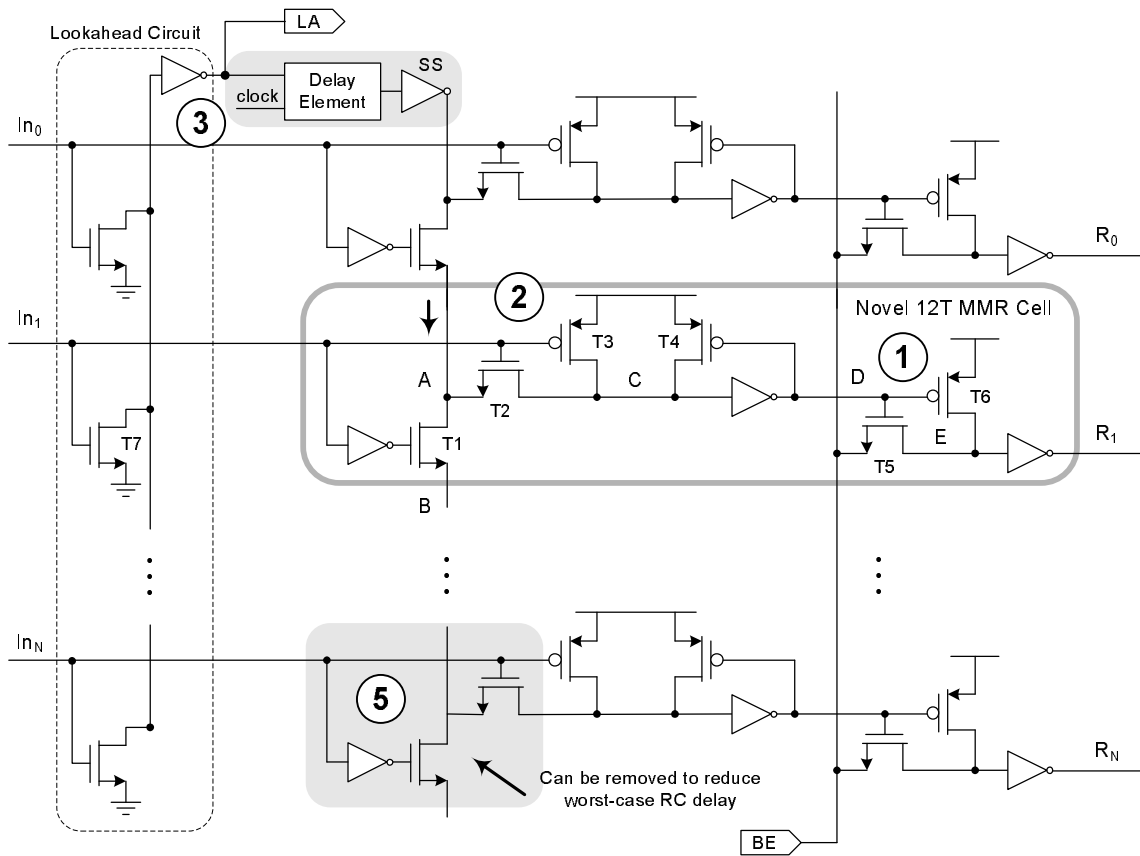 LA
Lookahead Circuit
SS
Delay
Element
clock
3
In0
R0
2
Novel 12T MMR Cell
In1
1
T3
T4
A
C
D
T2
T6
T7
T1
E
R1
T5
B
InN
5
RN
Can be removed to reduce
worst-case RC delay
BE